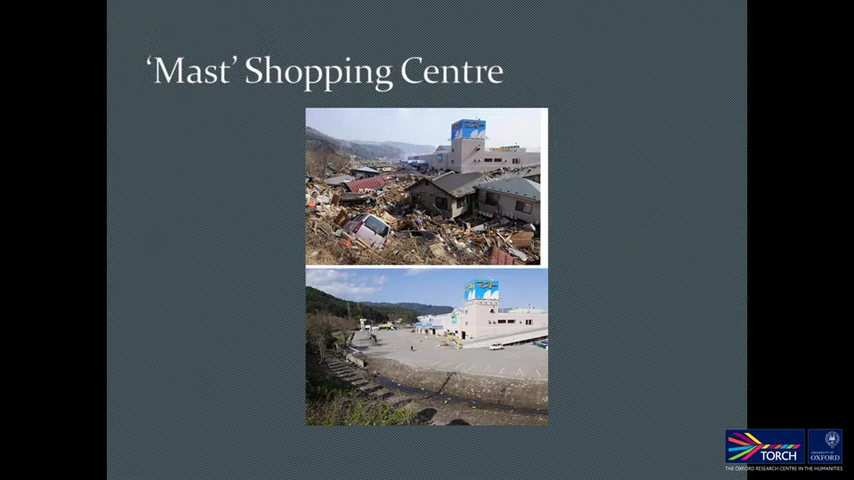 ‘Mast’ Shopping Centre
TORCH
UNIVERSITY OF
OXFORD
THE OXFORD RESEARCH CENTRE IN THE HUMANITIES